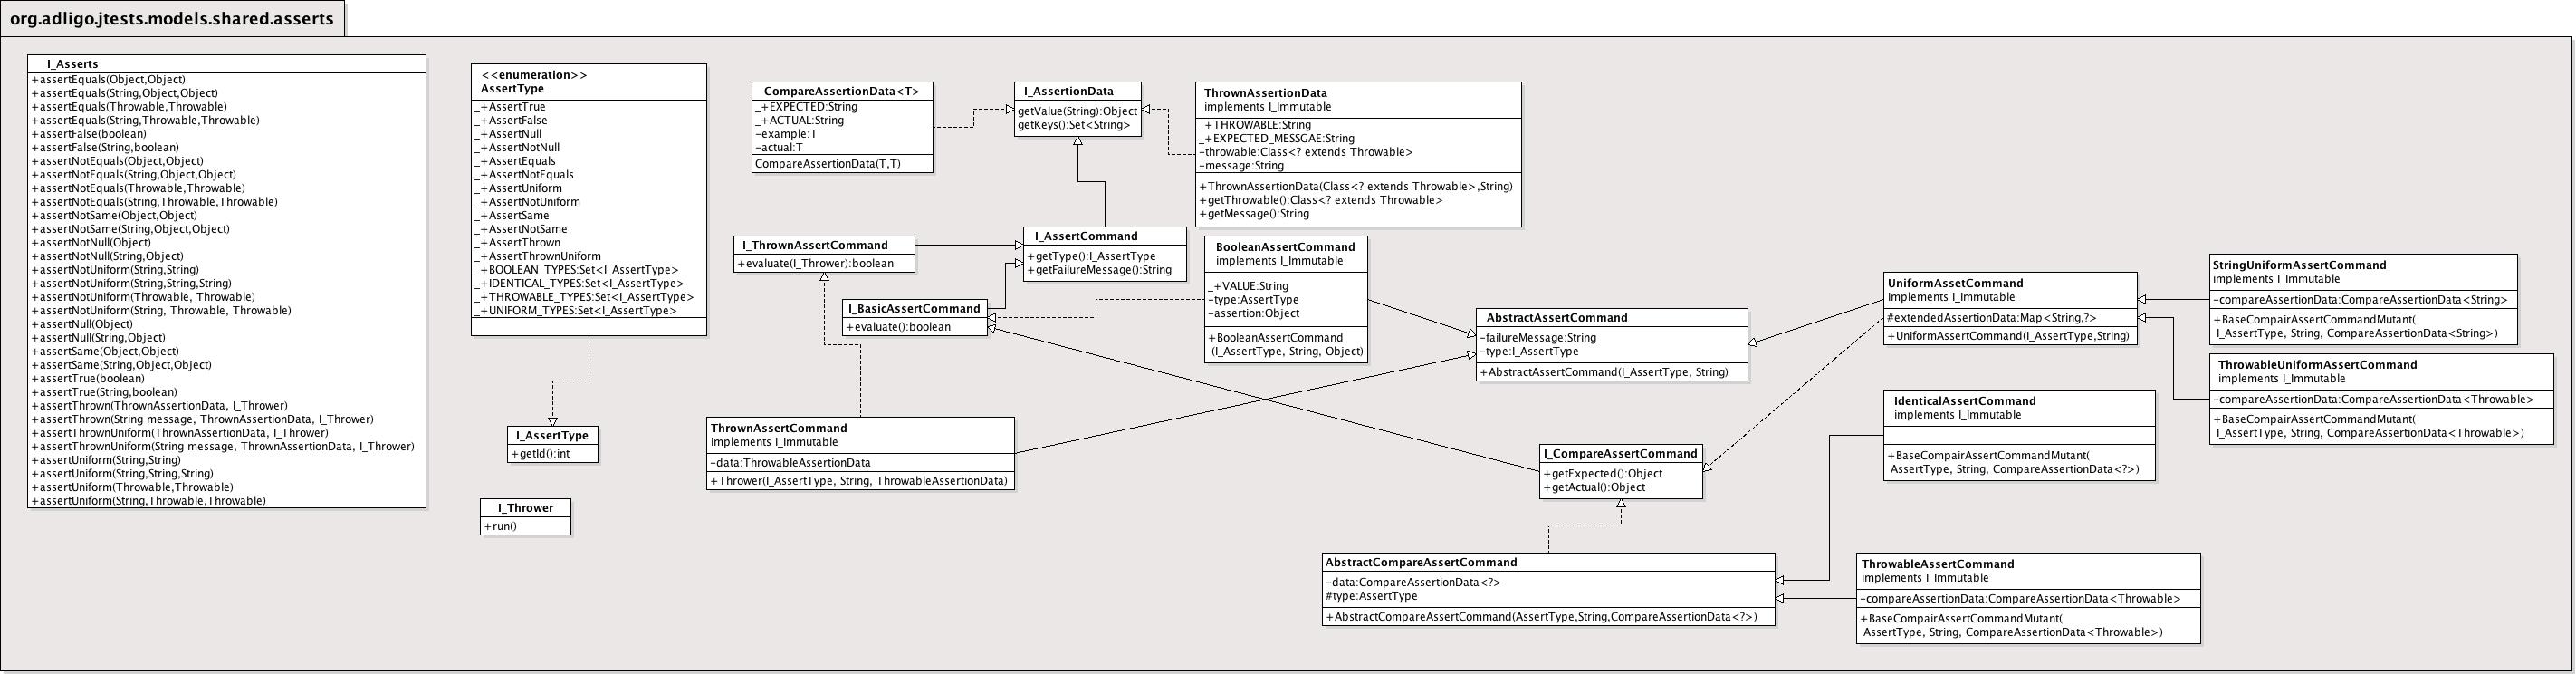 org.adligo.jtests.models.shared.asserts
I_Asserts
+assertEquals(Object,Object)
+assertEquals(String,Object,Object)
+assertEquals(Throwable,Throwable)
+assertEquals(String,Throwable,Throwable)
+assertFalse(boolean)
+assertFalse(String,boolean)
+assertNotEquals(Object,Object)
+assertNotEquals(String,Object,Object)
+assertNotEquals(Throwable,Throwable)
+assertNotEquals(String,Throwable,Throwable)
+assertNotSame(Object,Object)
+assertNotSame(String,Object,Object)
+assertNotNull(Object)
+assertNotNull(String,Object)
+assertNotUniform(String,String)
+assertNotUniform(String,String,String)
+assertNotUniform(Throwable, Throwable)
+assertNotUniform(String, Throwable, Throwable)
+assertNull(Object)
+assertNull(String,Object)
+assertSame(Object,Object)
+assertSame(String,Object,Object)
+assertTrue(boolean)
+assertTrue(String,boolean)
+assertThrown(ThrownAssertionData, I_Thrower)
+assertThrown(String message, ThrownAssertionData, I_Thrower)
+assertThrownUniform(ThrownAssertionData, I_Thrower)
+assertThrownUniform(String message, ThrownAssertionData, I_Thrower)
+assertUniform(String,String)
+assertUniform(String,String,String)
+assertUniform(Throwable,Throwable)
+assertUniform(String,Throwable,Throwable)
<<enumeration>>
AssertType
_+AssertTrue
_+AssertFalse
_+AssertNull
_+AssertNotNull
_+AssertEquals
_+AssertNotEquals
_+AssertUniform
_+AssertNotUniform
_+AssertSame
_+AssertNotSame
_+AssertThrown
_+AssertThrownUniform
_+BOOLEAN_TYPES:Set<I_AssertType>
_+IDENTICAL_TYPES:Set<I_AssertType>
_+THROWABLE_TYPES:Set<I_AssertType>
_+UNIFORM_TYPES:Set<I_AssertType>
I_AssertType
+getId():int
I_Thrower
+run()
CompareAssertionData<T>
_+EXPECTED:String
_+ACTUAL:String
-example:T
-actual:T
CompareAssertionData(T,T)
I_AssertionData
getValue(String):Object
getKeys():Set<String>
ThrownAssertionData
implements I_Immutable
_+THROWABLE:String
_+EXPECTED_MESSGAE:String
-throwable:Class<? extends Throwable>
-message:String
+ThrownAssertionData(Class<? extends Throwable>,String)
+getThrowable():Class<? extends Throwable>
+getMessage():String
I_ThrownAssertCommand
+evaluate(I_Thrower):boolean
I_AssertCommand
+getType():I_AssertType
+getFailureMessage():String
I_BasicAssertCommand
+evaluate():boolean
BooleanAssertCommand
implements I_Immutable
_+VALUE:String
-type:AssertType
-assertion:Object
+BooleanAssertCommand
(I_AssertType, String, Object)
AbstractAssertCommand
-failureMessage:String
-type:I_AssertType
+AbstractAssertCommand(I_AssertType, String)
UniformAssetCommand
implements I_Immutable
#extendedAssertionData:Map<String,?>
+UniformAssertCommand(I_AssertType,String)
StringUniformAssertCommand
implements I_Immutable
-compareAssertionData:CompareAssertionData<String>
+BaseCompairAssertCommandMutant(
I_AssertType, String, CompareAssertionData<String>)
ThrowableUniformAssertCommand
implements I_Immutable
-compareAssertionData:CompareAssertionData<Throwable>
+BaseCompairAssertCommandMutant(
I_AssertType, String, CompareAssertionData<Throwable>)
IdenticalAssertCommand
implements I_Immutable
+BaseCompairAssertCommandMutant(
AssertType, String, CompareAssertionData<?>)
ThrownAssertCommand
implements I_Immutable
-data:ThrowableAssertionData
+Thrower(I_AssertType, String, ThrowableAssertionData)
I_CompareAssertCommand
+getExpected():Object
+getActual():Object
AbstractCompareAssertCommand
-data:CompareAssertionData<?>
#type:AssertType
+AbstractCompareAssertCommand(AssertType,String,CompareAssertionData<?>)
ThrowableAssertCommand
implements I_Immutable
-compareAssertionData:CompareAssertionData<Throwable>
+BaseCompairAssertCommandMutant(
AssertType, String, CompareAssertionData<Throwable>)